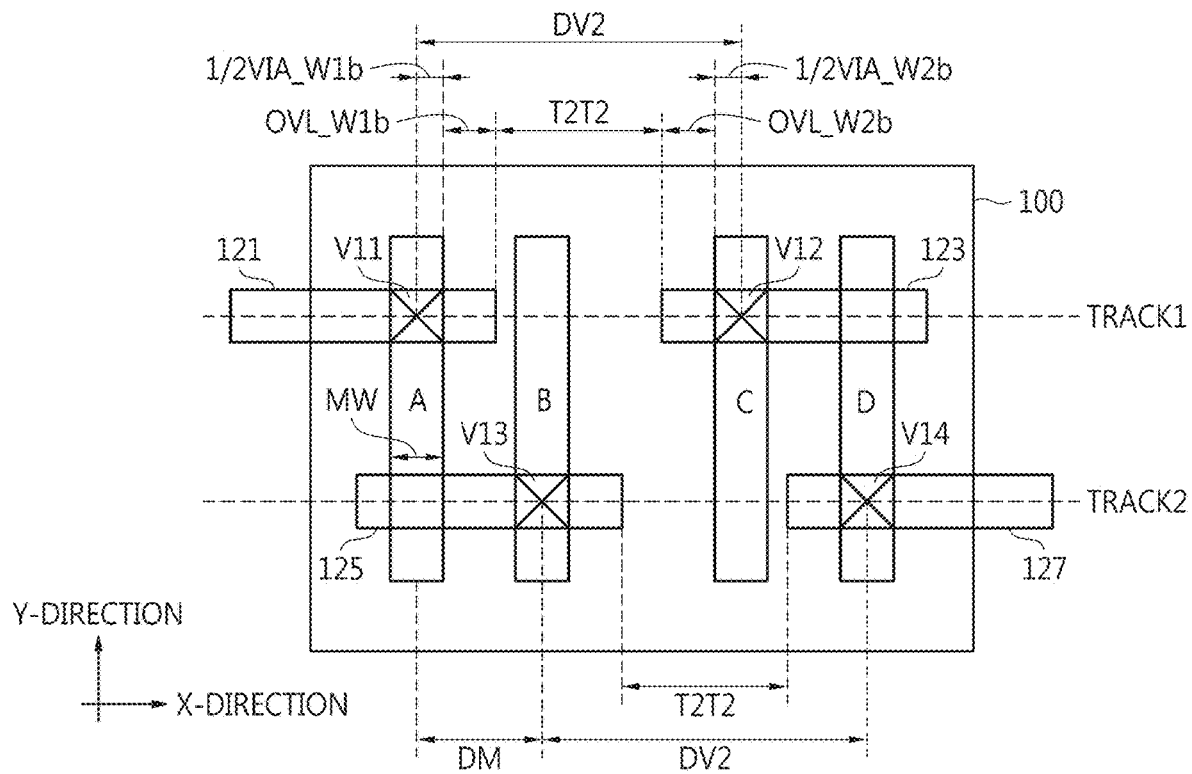 DV2
1/2VIA_W1b
1/2VIA_W2b
OVL_W1b
T2T2
OVL_W2b
100
121
V11
V12
123
TRACK1
MW
A
B
C
D
V13
V14
TRACK2
125
127
Y-DIRECTION
X-DIRECTION
T2T2
DM
DV2